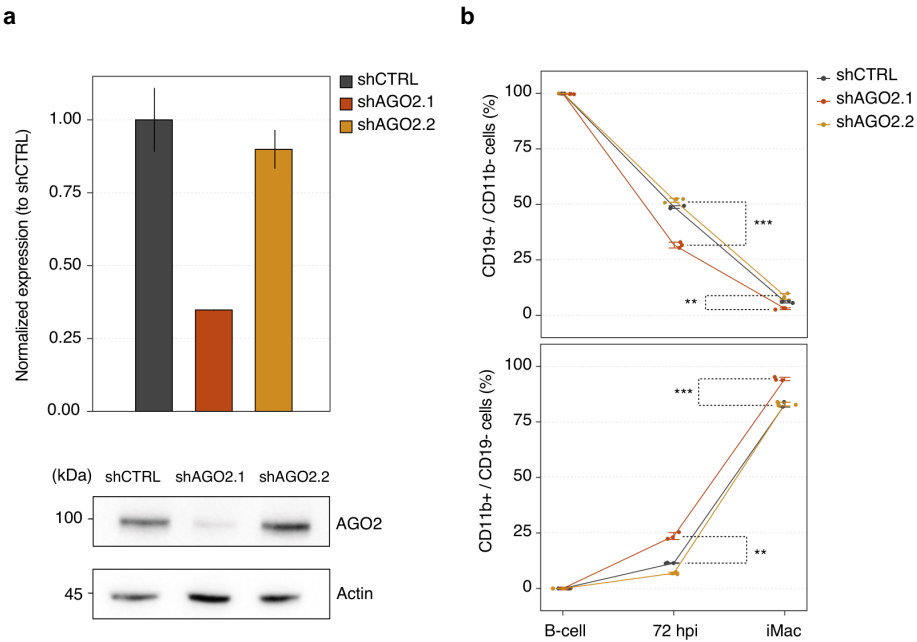 a
Normalized expression (to shCTRL)
1.00
0.75
0.50
0.25
0.00
shCTRL
shAGO2.1
shAGO2.2
(kDa) shCTRL shAGO2.1 shAGO2.2
100 AGO2
45 Actin
b
CD19+ / CD11b- cells (%)
100
75
50
25
0
***
**
shCTRL
shAGO2.1
shAGO2.2
CD11b+ / CD19- cells (%)
100
75
50
25
0
***
**
B-cell 72 hpi iMac